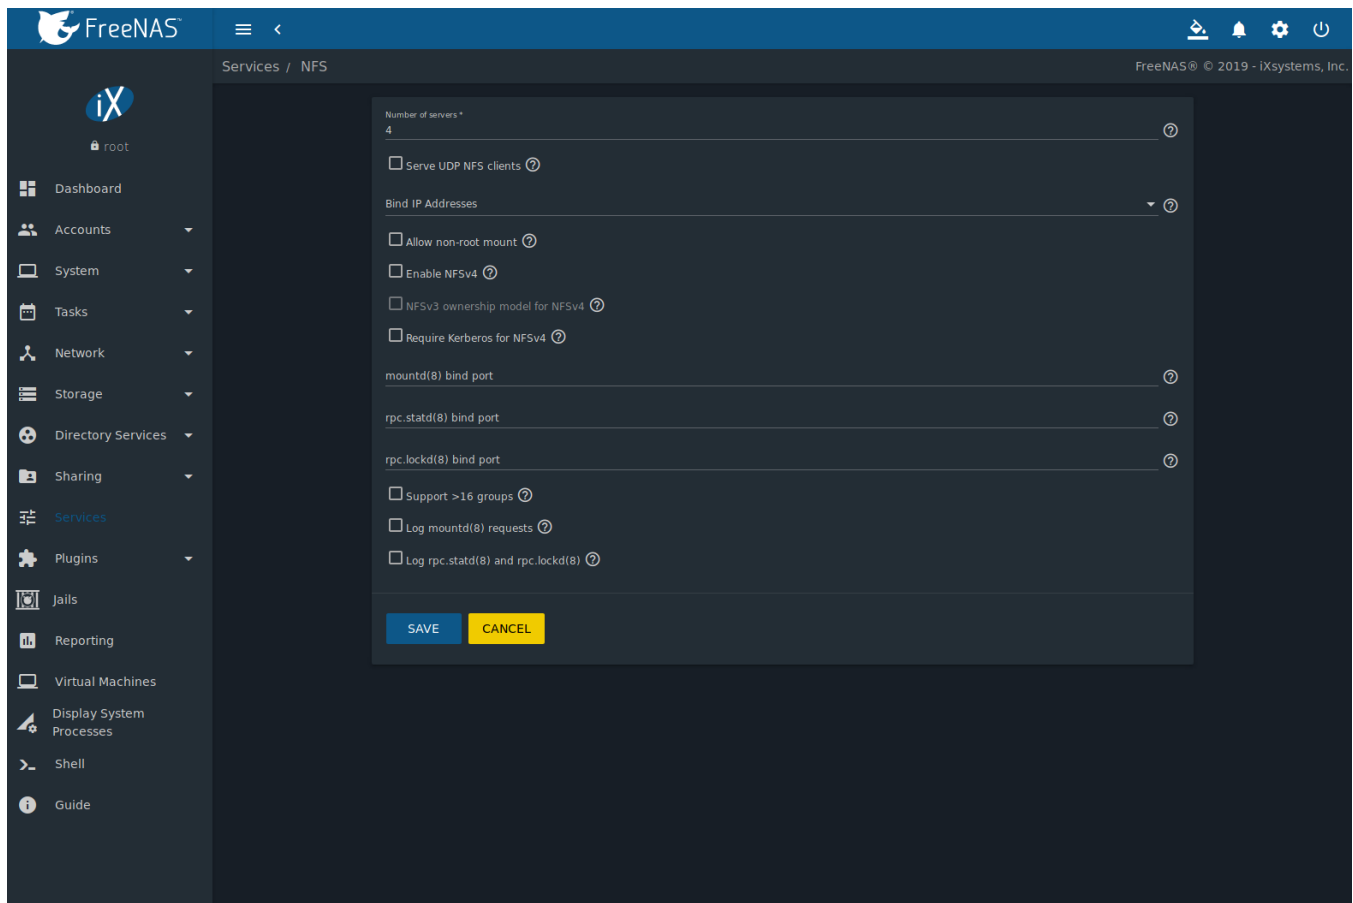 FreeNAS™
Services / NFS
FreeNAS® © 2019 - iXsystems, Inc.
iX
root
Dashboard
Accounts
System
Tasks
Network
Storage
Directory Services
Sharing
Services
Plugins
Jails
Reporting
Virtual Machines
Display System
Processes
Shell
Guide
Number of servers *
4
Serve UDP NFS clients
Bind IP Addresses
Allow non-root mount
Enable NFSv4
NFSv3 ownership model for NFSv4
Require Kerberos for NFSv4
mountd(8) bind port
rpc.statd(8) bind port
rpc.lockd(8) bind port
Support >16 groups
Log mountd(8) requests
Log rpc.statd(8) and rpc.lockd(8)
SAVE CANCEL